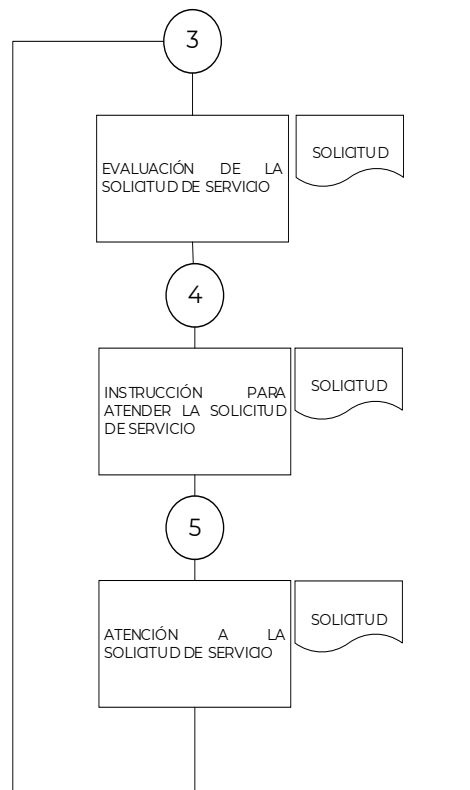 3
EVALUACIÓN DE LA
SOLICITUD DE SERVICIO
SOLICITUD
4
INSTRUCCIÓN PARA
ATENDER LA SOLICITUD
DE SERVICIO
SOLICITUD
5
ATENCIÓN A LA
SOLICITUD DE SERVICIO
SOLICITUD